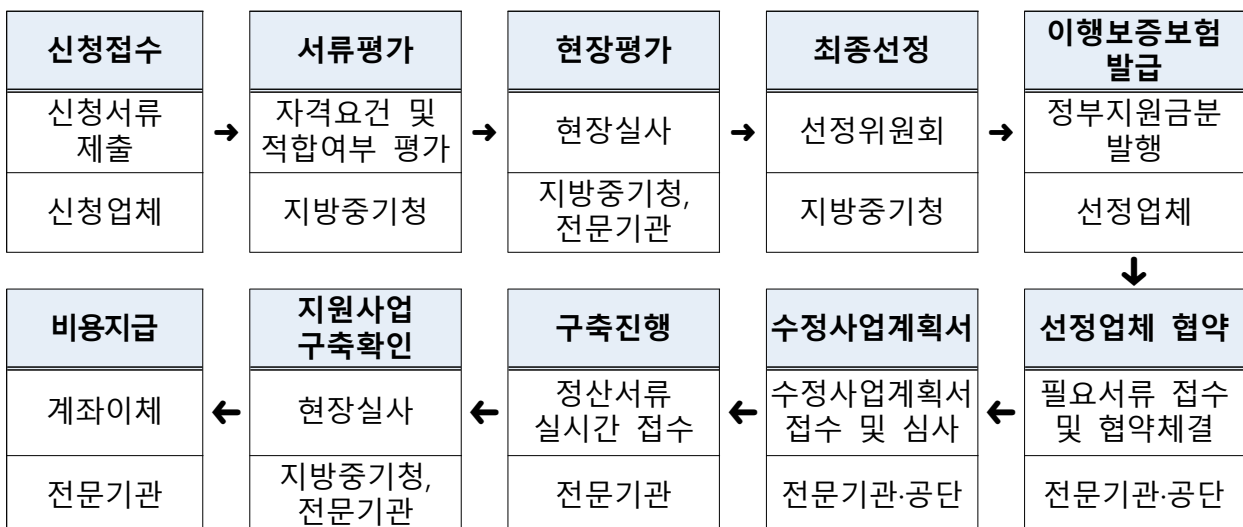 신청접수
신청서류
제출
신청업체
서류평가
자격요건 및
적합여부 평가
지방중기청
현장평가
현장실사
지방중기청,
전문기관
최종선정
선정위원회
지방중기청
이행보증보험
발급
정부지원금분
발행
선정업체
선정업체 협약
필요서류 접수
및 협약체결
전문기관·공단
수정사업계획서
수정사업계획서
접수 및 심사
전문기관·공단
구축진행
정산서류
실시간 접수
전문기관
지원사업
구축확인
현장실사
지방중기청,
전문기관
비용지급
계좌이체
전문기관